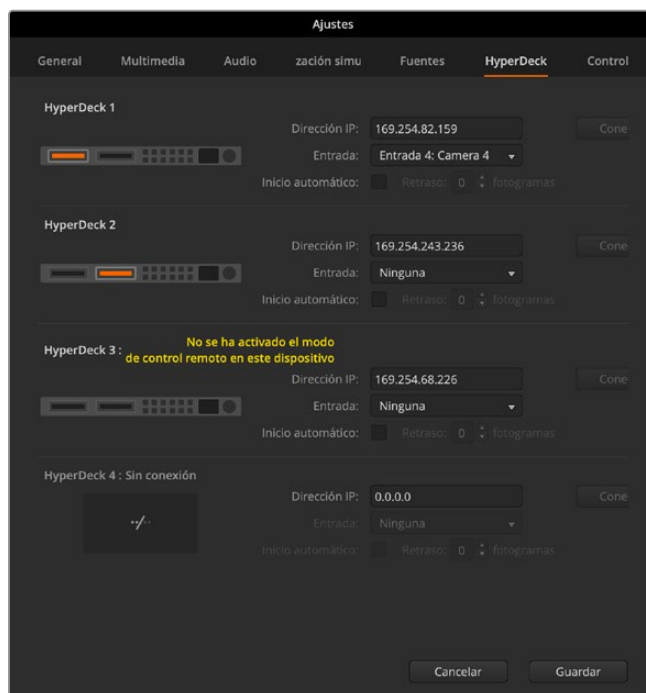 Ajustes
General Multimedia Audio zación simu Fuentes HyperDeck Control
HyperDeck 1
Dirección IP: 169.254.82.159 Cone
Entrada: Entrada 4: Camera 4
Inicio automático: Retraso: 0 fotogramas
HyperDeck 2
Dirección IP: 169.254.243.236 Cone
Entrada: Ninguna
Inicio automático: Retraso: 0 fotogramas
HyperDeck 3 : No se ha activado el modo
de control remoto en este dispositivo
Dirección IP: 169.254.68.226 Cone
Entrada: Ninguna
Inicio automático: Retraso: 0 fotogramas
HyperDeck 4 : Sin conexión
Dirección IP: 0.0.0.0 Cone
Entrada: Ninguna
Inicio automático: Retraso: 0 fotogramas
Cancelar Guardar